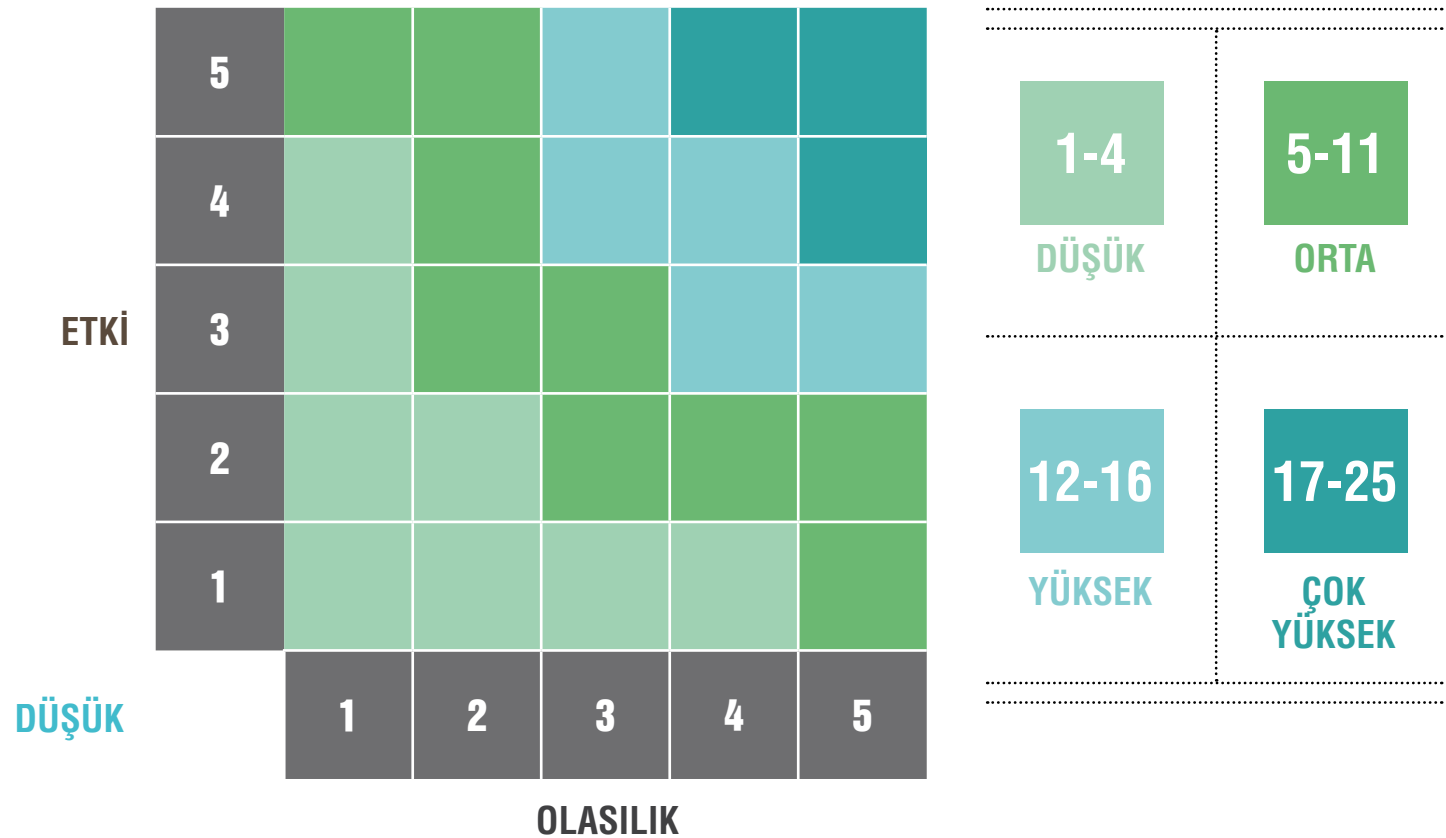 5
4
ETKİ
3
2
1
DÜŞÜK
1 2 3 4 5
OLASILIK
1-4
DÜŞÜK
5-11
ORTA
12-16
YÜKSEK
17-25
ÇOK
YÜKSEK